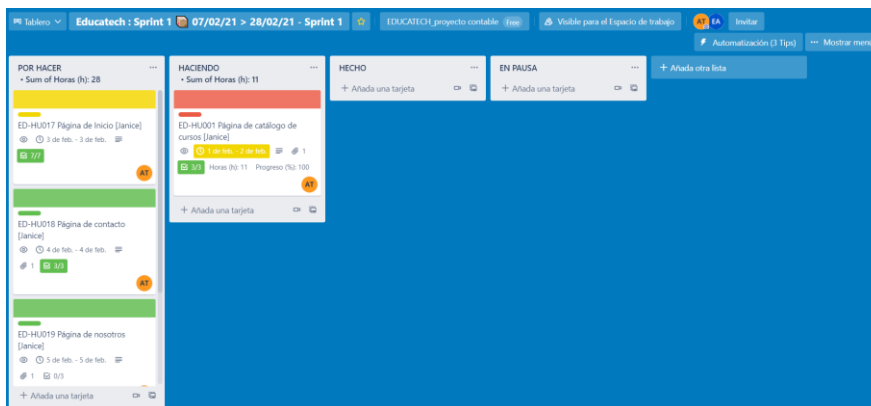 Tablero
Educatech : Sprint 1 07/02/21 > 28/02/21 - Sprint 1
EDUCATECH_proyecto contable Free
Visible para el Espacio de trabajo
AT EA
Invitar
Automatización (3 Tips)
Mostrar menú
POR HACER
• Sum of Horas (h): 28
ED-HU017 Página de Inicio [Janice]
3 de feb. - 3 de feb.
7/7
AT
ED-HU018 Página de contacto
[Janice]
4 de feb. - 4 de feb.
1 3/3
AT
ED-HU019 Página de nosotros
[Janice]
5 de feb. - 5 de feb.
1 0/3
+ Añada una tarjeta
HACIENDO
• Sum of Horas (h): 11
ED-HU001 Página de catálogo de
cursos [Janice]
1 de feb. - 2 de feb. 1
3/3 Horas (h): 11 Progreso (%): 100
AT
+ Añada una tarjeta
HECHO
+ Añada una tarjeta
EN PAUSA
+ Añada una tarjeta
+ Añada otra lista